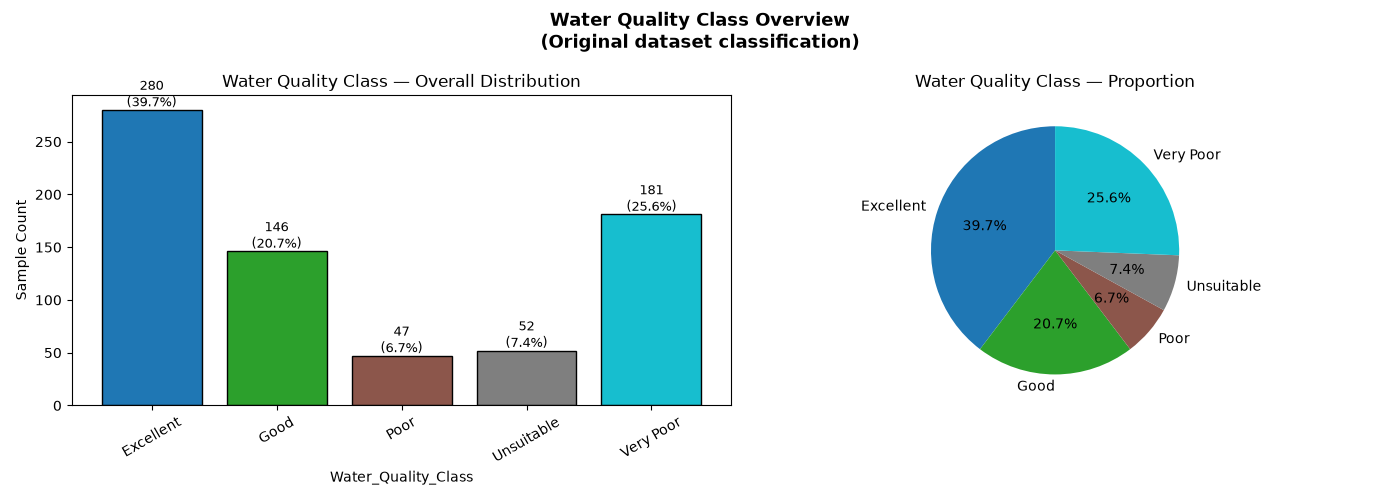 Water Quality Class Overview
(Original dataset classification)
Water Quality Class — Overall Distribution
280
(39.7%)
146
(20.7%)
47
(6.7%)
52
(7.4%)
181
(25.6%)
250
200
150
100
50
0
Sample Count
Excellent
Good
Poor
Unsuitable
Very Poor
Water_Quality_Class
Water Quality Class — Proportion
Very Poor
25.6%
Excellent
39.7%
7.4%
Unsuitable
6.7%
20.7%
Poor
Good